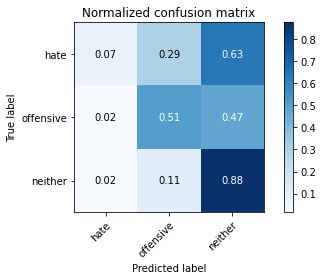 Normalized confusion matrix
True label
hate 0.07 0.29 0.63
offensive 0.02 0.51 0.47
neither 0.02 0.11 0.88
hate offensive neither
Predicted label
0.8
0.7
0.6
0.5
0.4
0.3
0.2
0.1